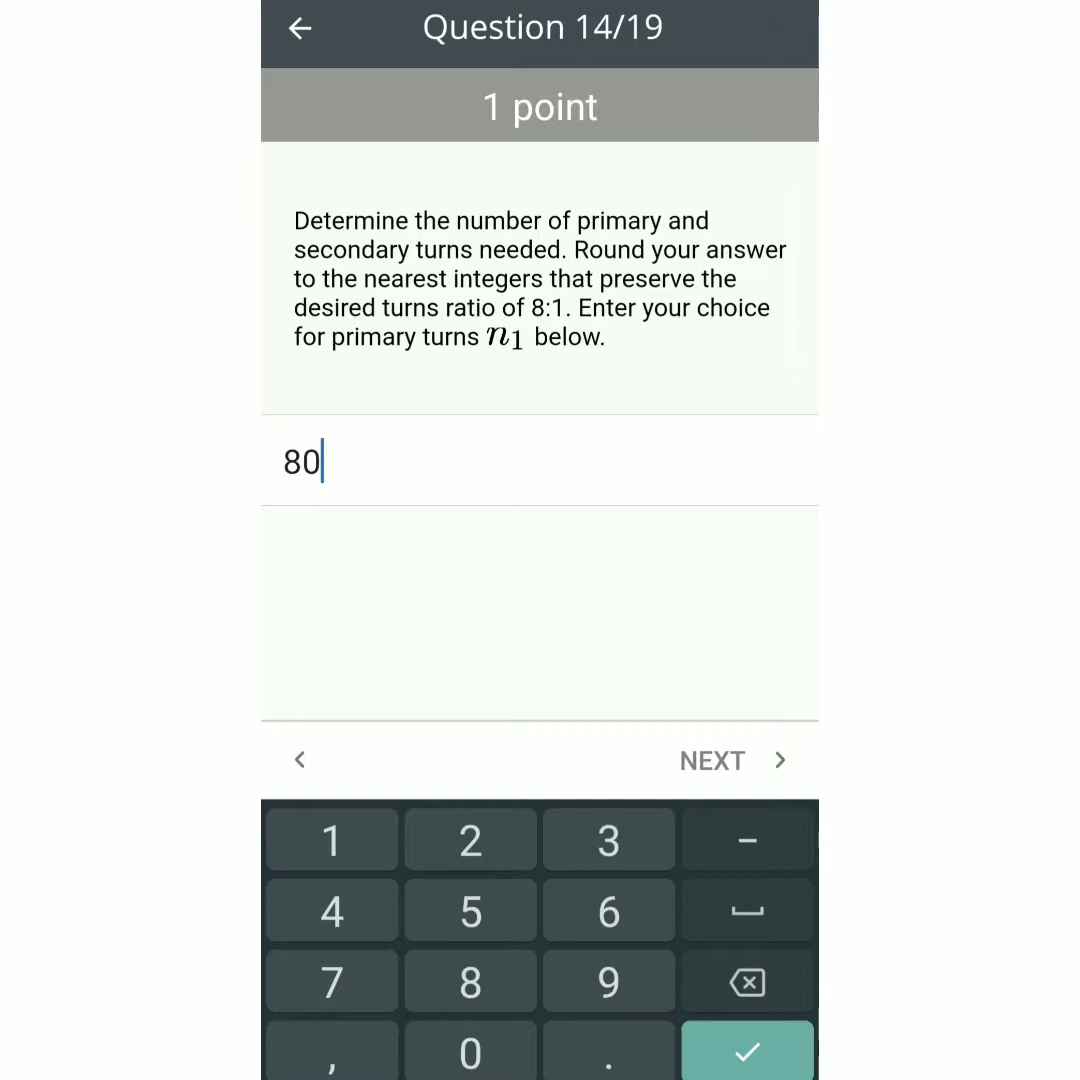 Question 14/19
1 point
Determine the number of primary and
secondary turns needed. Round your answer
to the nearest integers that preserve the
desired turns ratio of 8:1. Enter your choice
for primary turns n1 below.
80
NEXT
1 2 3 –
4 5 6
7 8 9
, 0 .